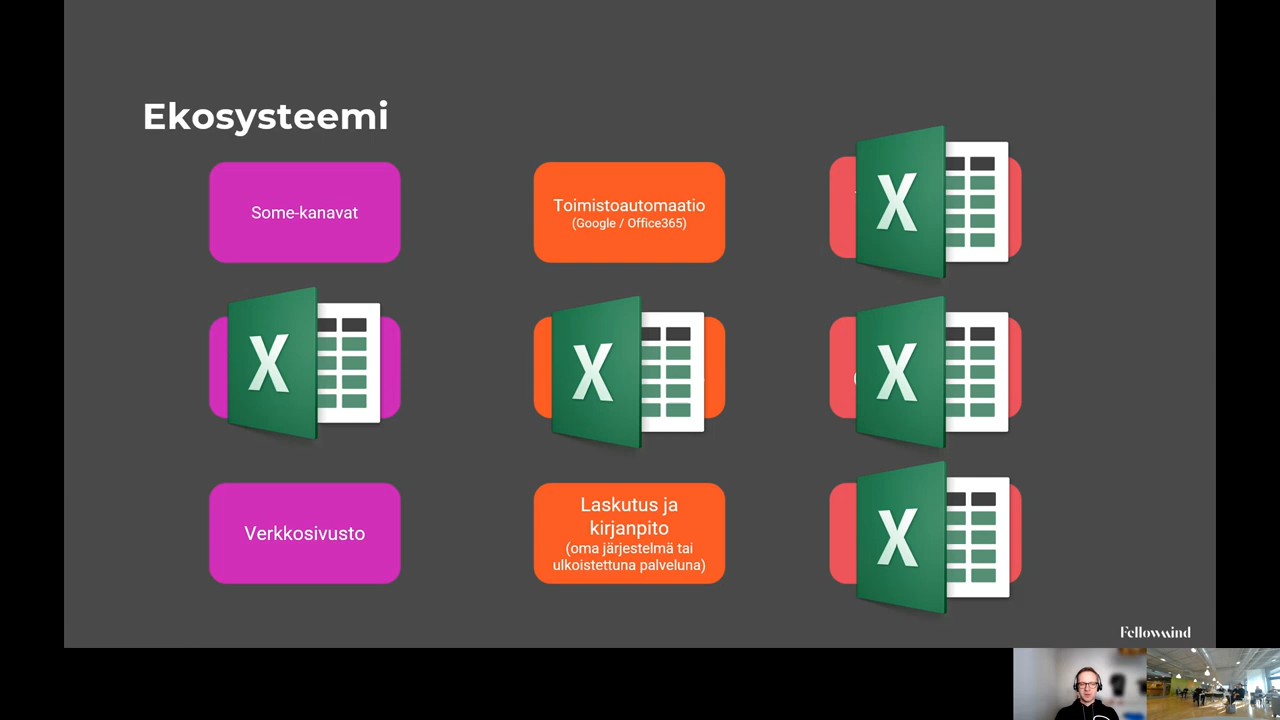 Ekosysteemi
Some-kanavat
Toimistoautomaatio
(Google / Office365)
X
X
X
X
Verkkosivusto
Laskutus ja
kirjanpito
(oma järjestelmä tai
ulkoistettuna palveluna)
X
Fellowmind